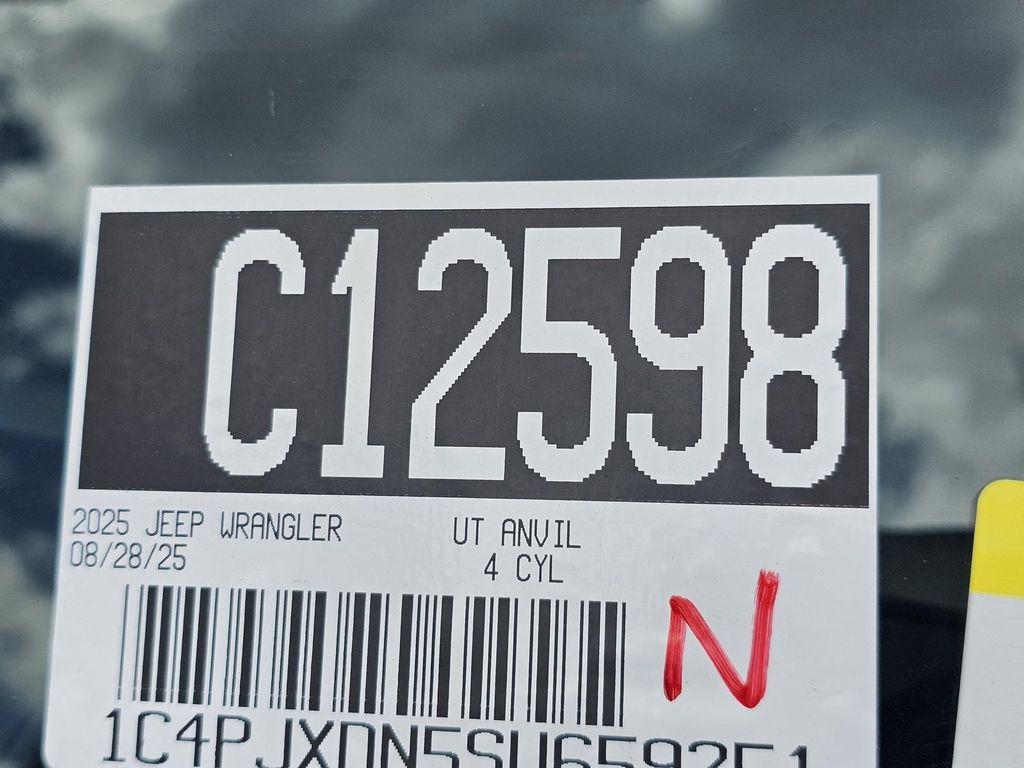 C12598
2025 JEEP WRANGLER UT ANVIL
08/28/25 4 CYL
N